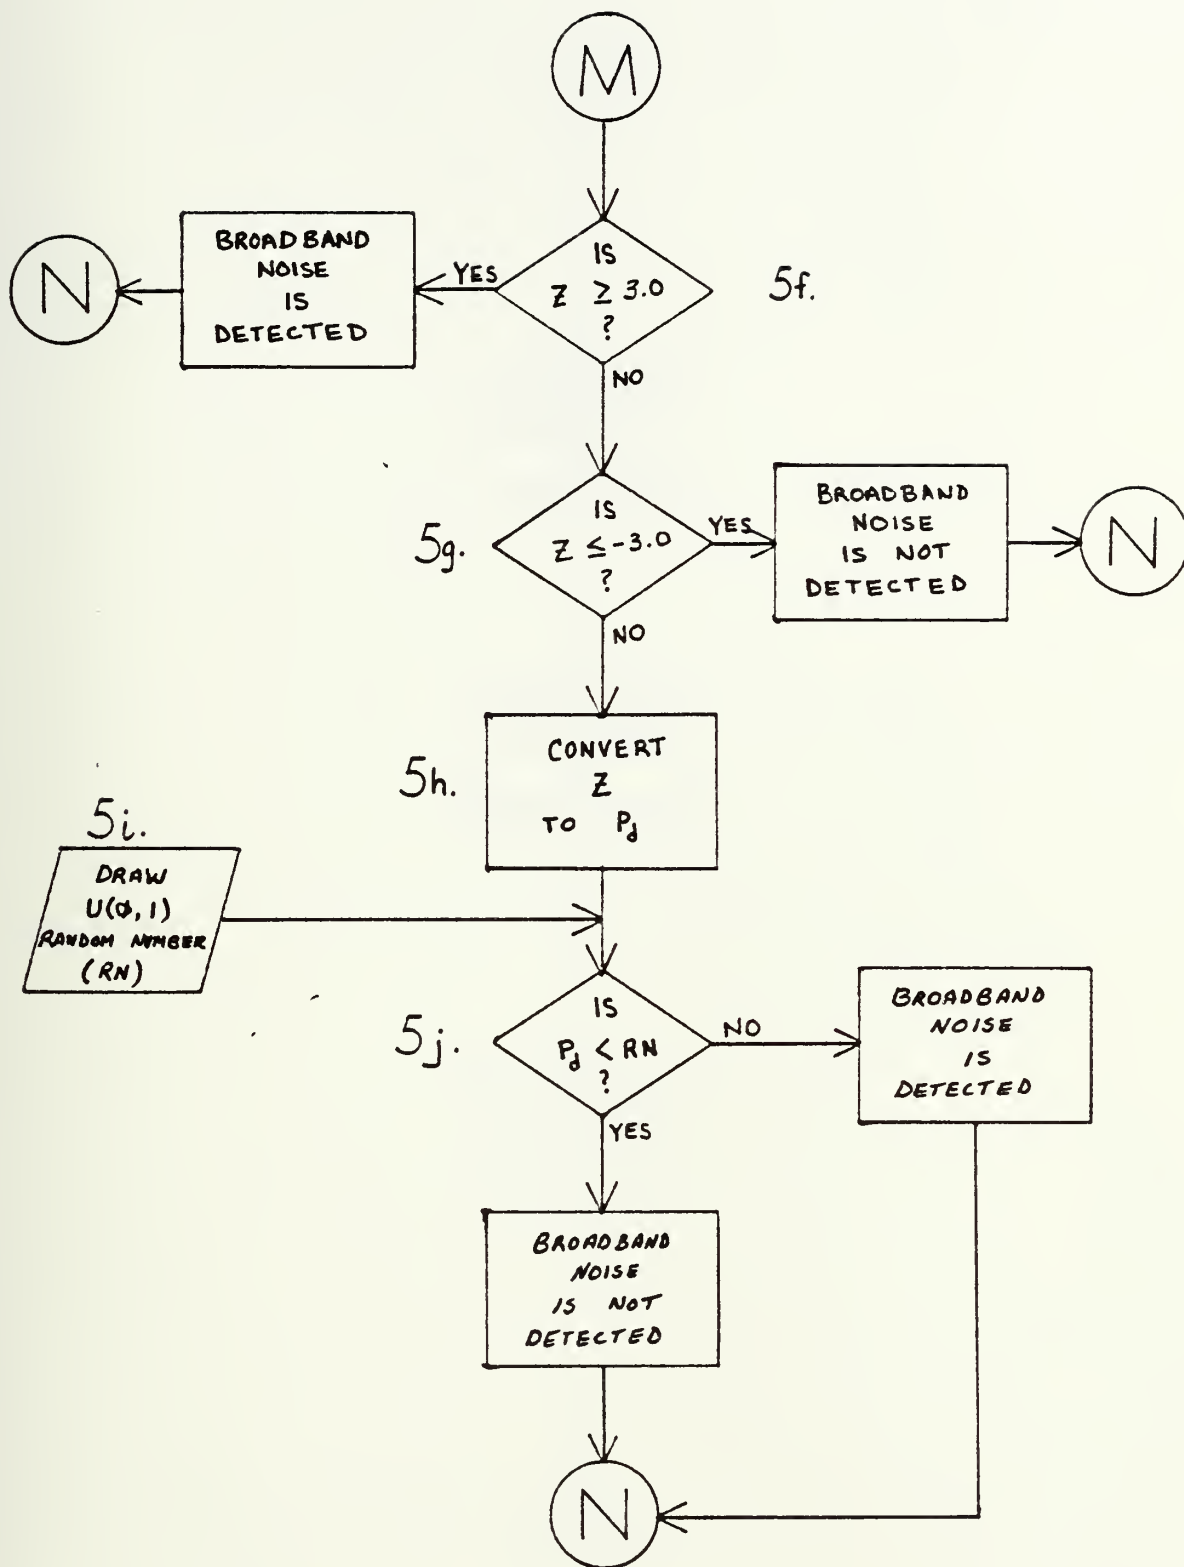 M
IS
Z ≥ 3.0
?
5f.
YES
BROADBAND
NOISE
IS
DETECTED
N
NO
5g.
IS
Z ≤ -3.0
?
YES
BROADBAND
NOISE
IS NOT
DETECTED
N
NO
5h.
CONVERT
Z
TO Pd
5i.
DRAW
U(φ,1)
RANDOM NUMBER
(RN)
5j.
IS
Pd < RN
?
NO
BROADBAND
NOISE
IS
DETECTED
YES
BROADBAND
NOISE
IS NOT
DETECTED
N